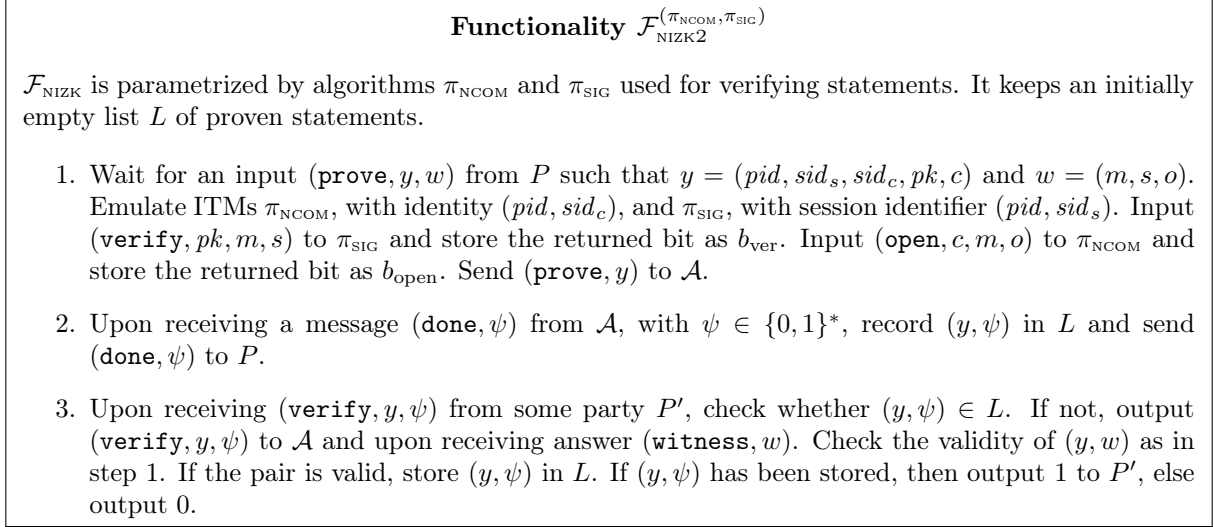 Functionality $\mathcal{F}_{\text{NIZK2}}^{(\pi_{\text{NCOM}},\pi_{\text{SIG}})}$
$\mathcal{F}_{\text{NIZK}}$ is parametrized by algorithms $\pi_{\text{NCOM}}$ and $\pi_{\text{SIG}}$ used for verifying statements. It keeps an initially
empty list $L$ of proven statements.
1. Wait for an input (prove, $y, w$) from $P$ such that $y = (pid, sid_s, sid_c, pk, c)$ and $w = (m, s, o)$.
Emulate ITMs $\pi_{\text{NCOM}}$, with identity $(pid, sid_c)$, and $\pi_{\text{SIG}}$, with session identifier $(pid, sid_s)$. Input
(verify, $pk, m, s$) to $\pi_{\text{SIG}}$ and store the returned bit as $b_{\text{ver}}$. Input (open, $c, m, o$) to $\pi_{\text{NCOM}}$ and
store the returned bit as $b_{\text{open}}$. Send (prove, $y$) to $\mathcal{A}$.
2. Upon receiving a message (done, $\psi$) from $\mathcal{A}$, with $\psi \in \{0, 1\}^*$, record $(y, \psi)$ in $L$ and send
(done, $\psi$) to $P$.
3. Upon receiving (verify, $y, \psi$) from some party $P'$, check whether $(y, \psi) \in L$. If not, output
(verify, $y, \psi$) to $\mathcal{A}$ and upon receiving answer (witness, $w$). Check the validity of $(y, w)$ as in
step 1. If the pair is valid, store $(y, \psi)$ in $L$. If $(y, \psi)$ has been stored, then output 1 to $P'$, else
output 0.